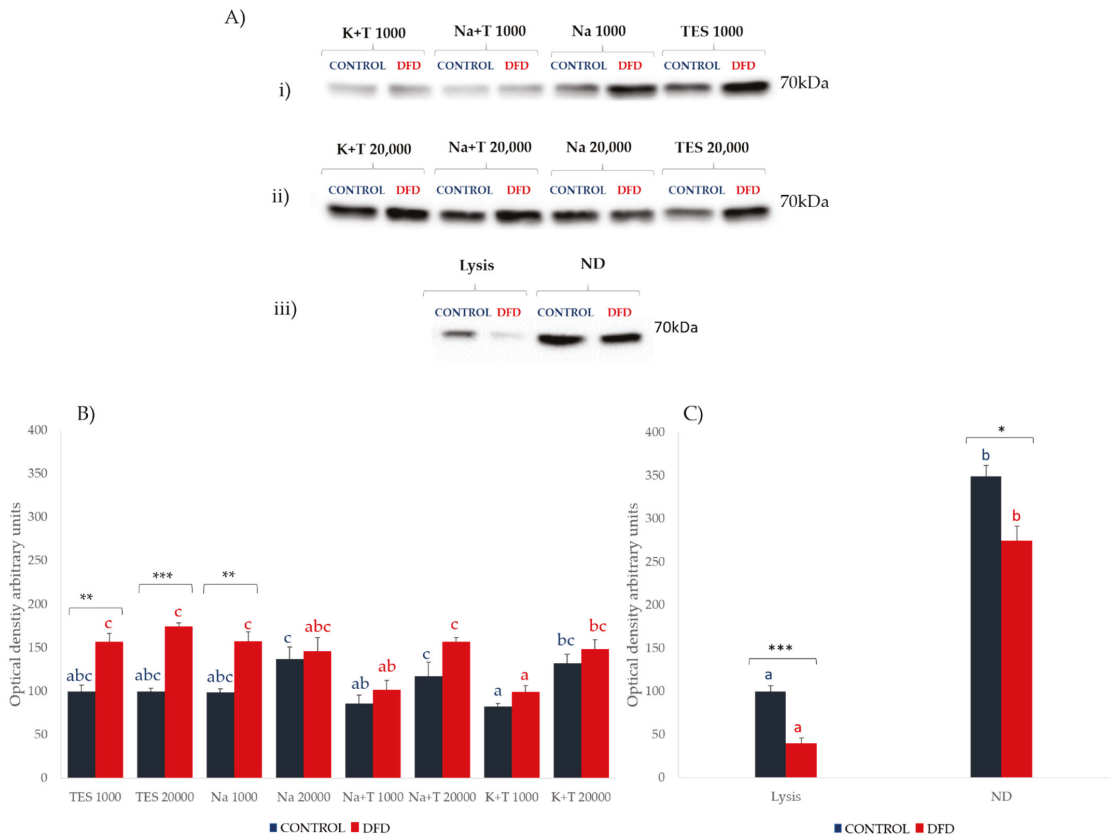 A)
K+T 1000 Na+T 1000 Na 1000 TES 1000
CONTROL DFD CONTROL DFD CONTROL DFD CONTROL DFD
i) 70kDa
K+T 20,000 Na+T 20,000 Na 20,000 TES 20,000
CONTROL DFD CONTROL DFD CONTROL DFD CONTROL DFD
ii) 70kDa
Lysis ND
iii) CONTROL DFD CONTROL DFD
70kDa
B)
Optical denstiy arbitrary units
400
350
300
250
200
150
100
50
0
** *** **
abc c abc c abc c c abc ab ab c c a a bc bc
TES 1000 TES 20000 Na 1000 Na 20000 Na+T 1000 Na+T 20000 K+T 1000 K+T 20000
CONTROL DFD
C)
Optical density arbitrary units
400
350
300
250
200
150
100
50
0
*** *
a a b b
Lysis ND
CONTROL DFD